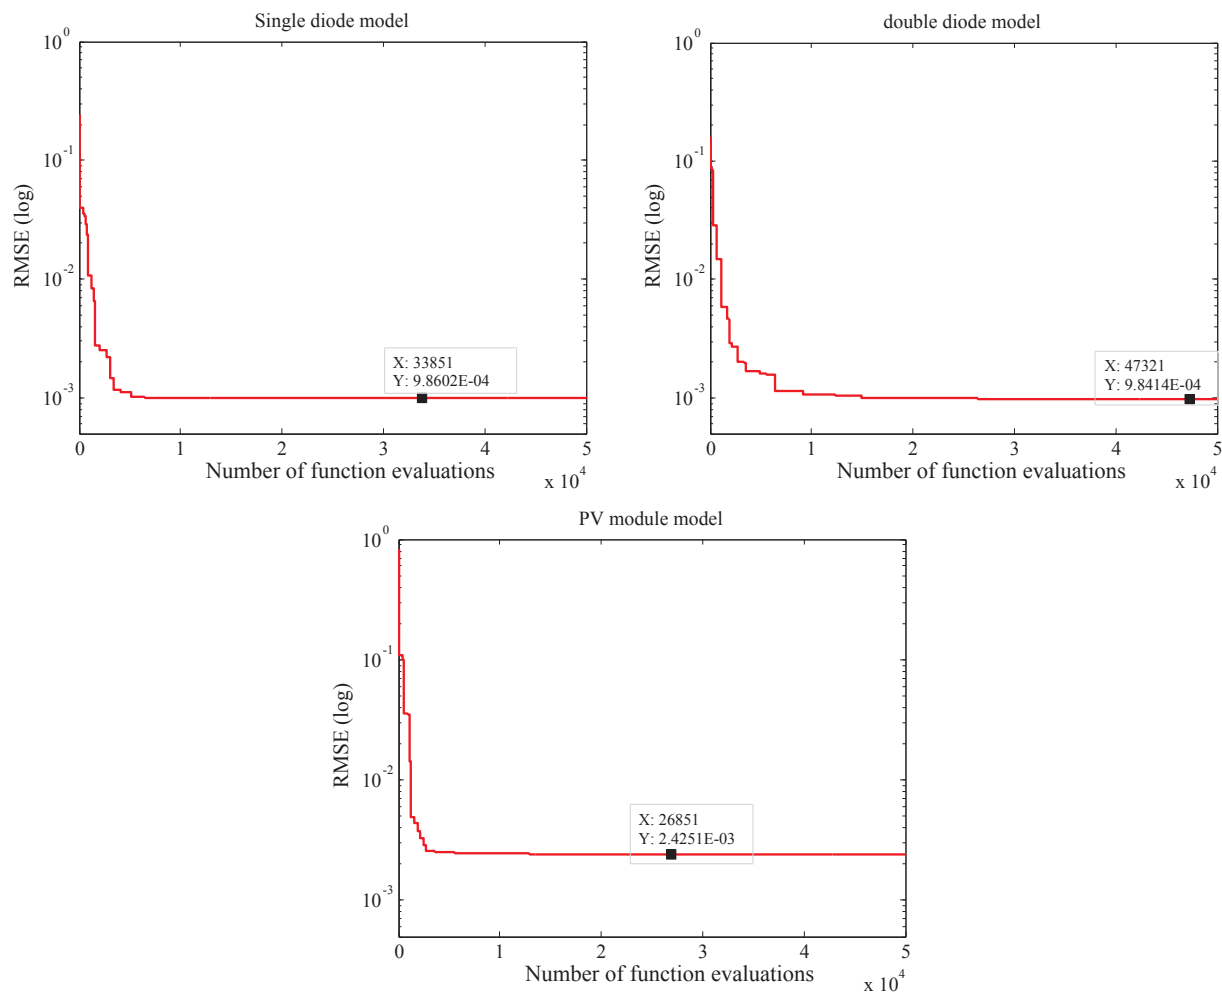 Single diode model
10^0
10^-1
10^-2
10^-3
RMSE (log)
X: 33851
Y: 9.8602E-04
0 1 2 3 4 5
Number of function evaluations
x 10^4
double diode model
10^0
10^-1
10^-2
10^-3
RMSE (log)
X: 47321
Y: 9.8414E-04
0 1 2 3 4 5
Number of function evaluations
x 10^4
PV module model
10^0
10^-1
10^-2
10^-3
RMSE (log)
X: 26851
Y: 2.4251E-03
0 1 2 3 4 5
Number of function evaluations
x 10^4